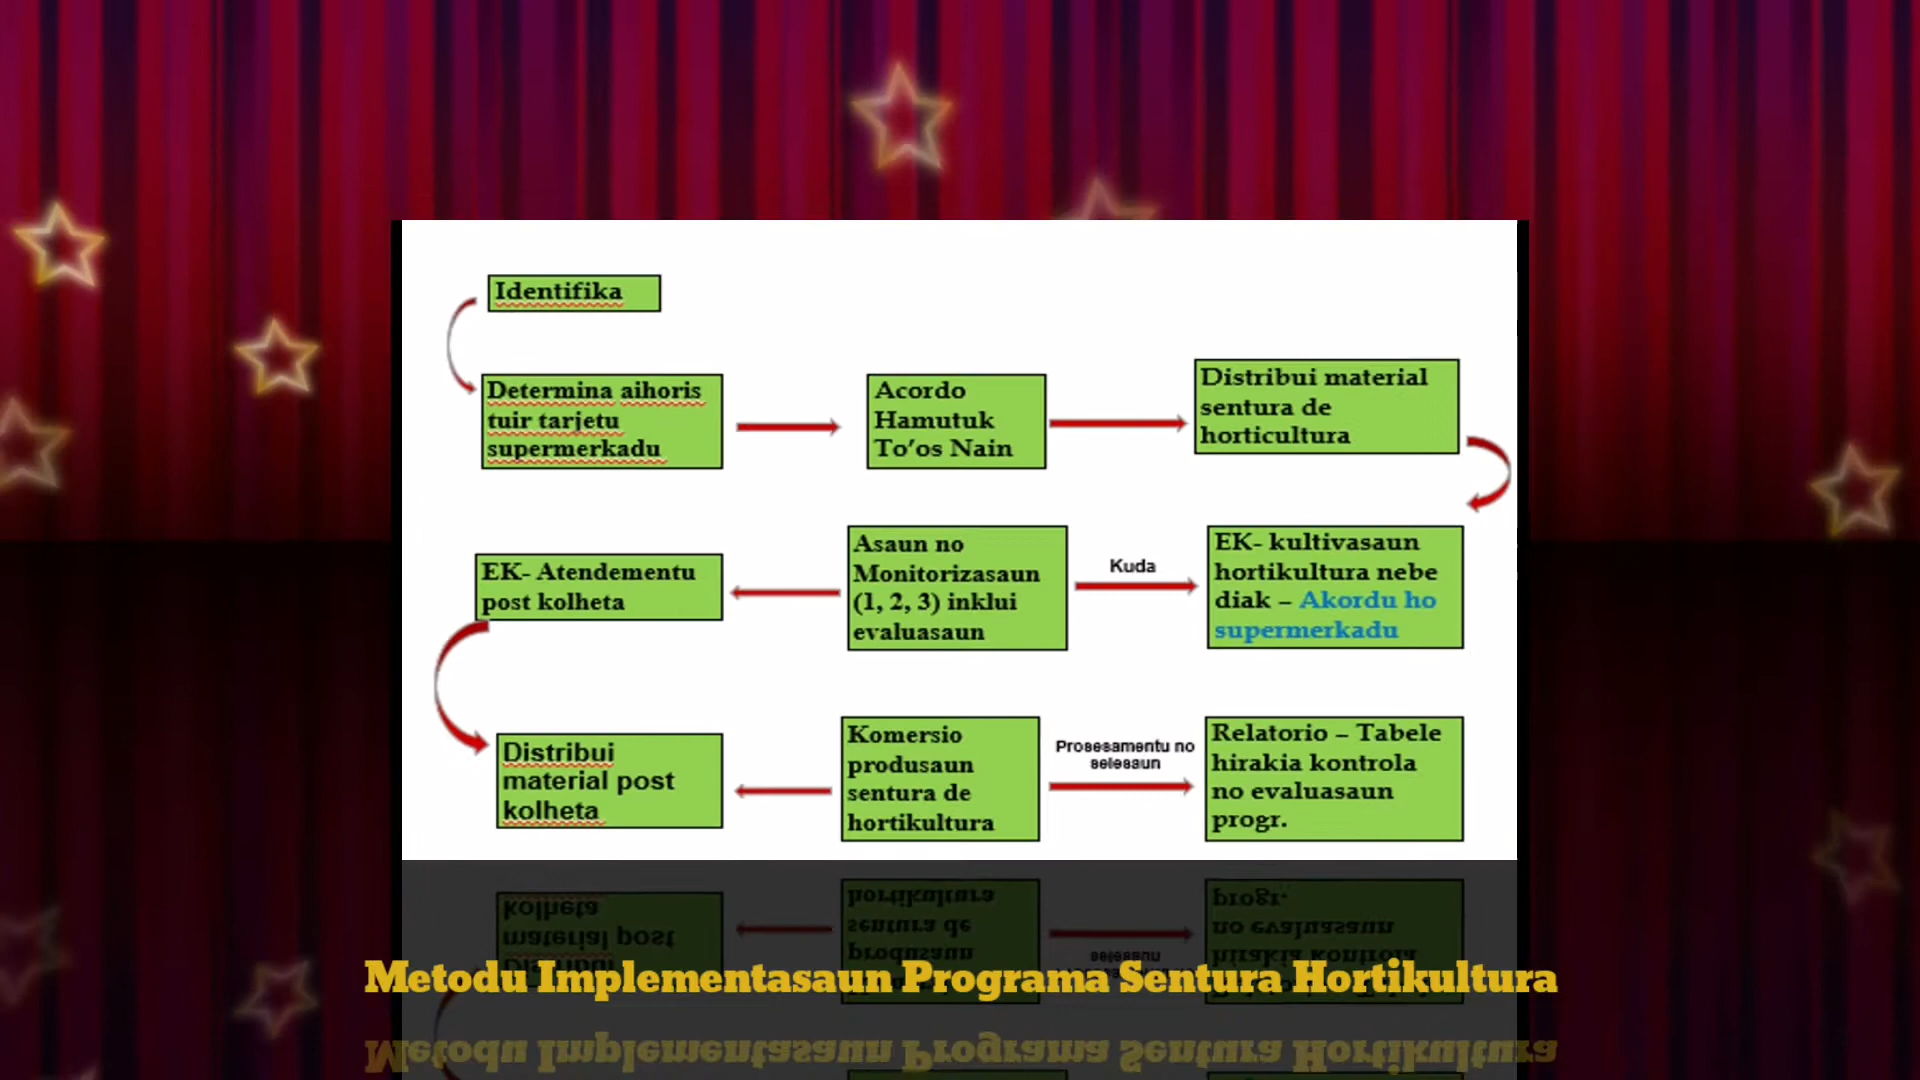 Identifika
Determina aihoris
tuir tarjetu
supermerkadu
Acordo
Hamutuk
To'os Nain
Distribui material
sentura de
horticultura
EK- Atendementu
post kolheta
Asaun no
Monitorizasaun
(1, 2, 3) inklui
evaluasaun
Kuda
EK- kultivasaun
hortikultura nebe
diak – Akordu ho
supermerkadu
Distribui
material post
kolheta
Komersio
produsaun
sentura de
hortikultura
Prosesamentu no
selesaun
Relatorio – Tabele
hirakia kontrola
no evaluasaun
progr.
Metodu Implementasaun Programa Sentura Hortikultura